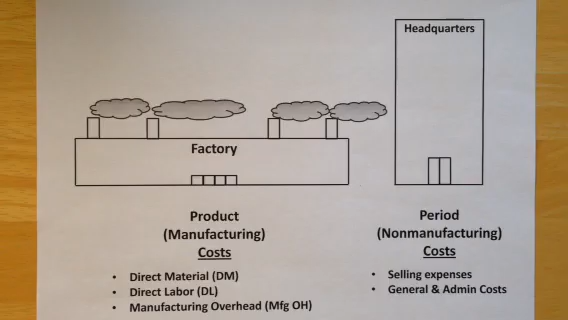 Headquarters
Factory
Product
(Manufacturing)
Costs
• Direct Material (DM)
• Direct Labor (DL)
• Manufacturing Overhead (Mfg OH)
Period
(Nonmanufacturing)
Costs
• Selling expenses
• General & Admin Costs